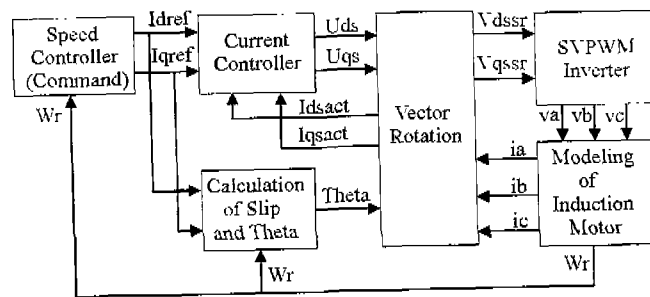 Speed
Controller
(Command)
Idref
Iqref
Current
Controller
Uds
Uqs
Idsact
Iqsact
Vector
Rotation
Vdssr
Vqssr
SVPWM
Inverter
va vb vc
Modeling
of
Induction
Motor
ia
ib
ic
Calculation
of Slip
and Theta
Theta
Wr
Wr
Wr